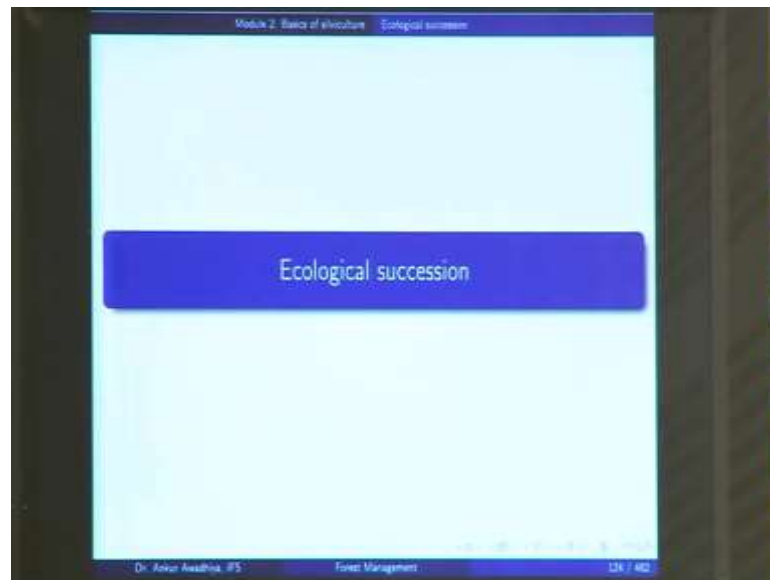 Module 2: Basics of silviculture Ecological succession
Ecological succession
Dr. Ankur Awadhiya, IFS Forest Management 124 / 482